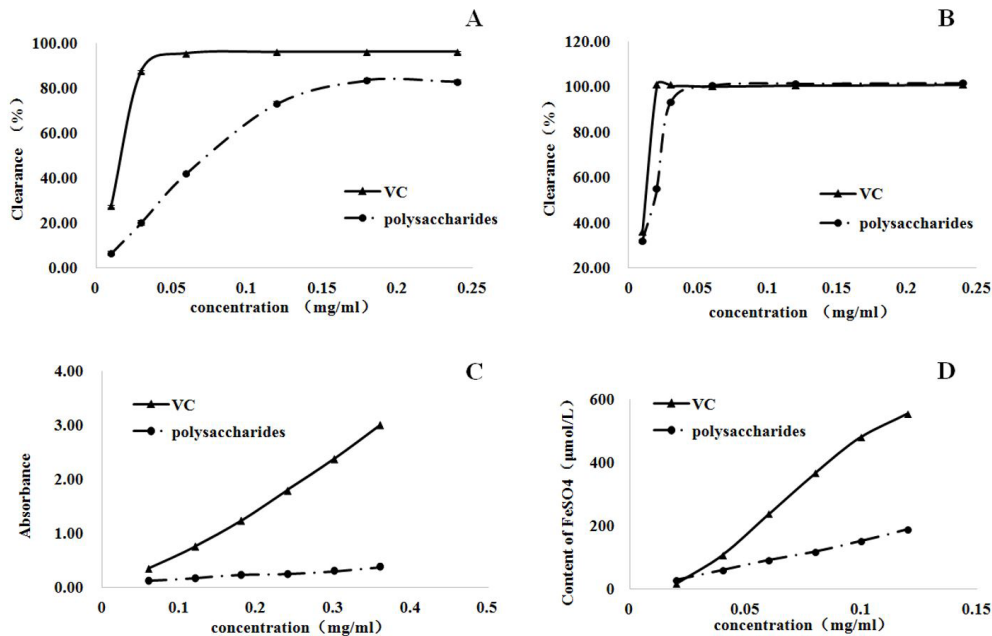 A
100.00
80.00
60.00
40.00
20.00
0.00
Clearance （%）
VC
polysaccharides
0
0.05
0.1
0.15
0.2
0.25
concentration （mg/ml）
B
120.00
100.00
80.00
60.00
40.00
20.00
Clearance （%）
VC
polysaccharides
0
0.05
0.1
0.15
0.2
0.25
concentration （mg/ml）
C
4.00
3.00
2.00
1.00
0.00
Absorbance
VC
polysaccharides
0
0.1
0.2
0.3
0.4
0.5
concentration（mg/ml）
D
600
400
200
0
Content of FeSO4（μmol/L）
VC
polysaccharides
0
0.05
0.1
0.15
concentration（mg/ml）